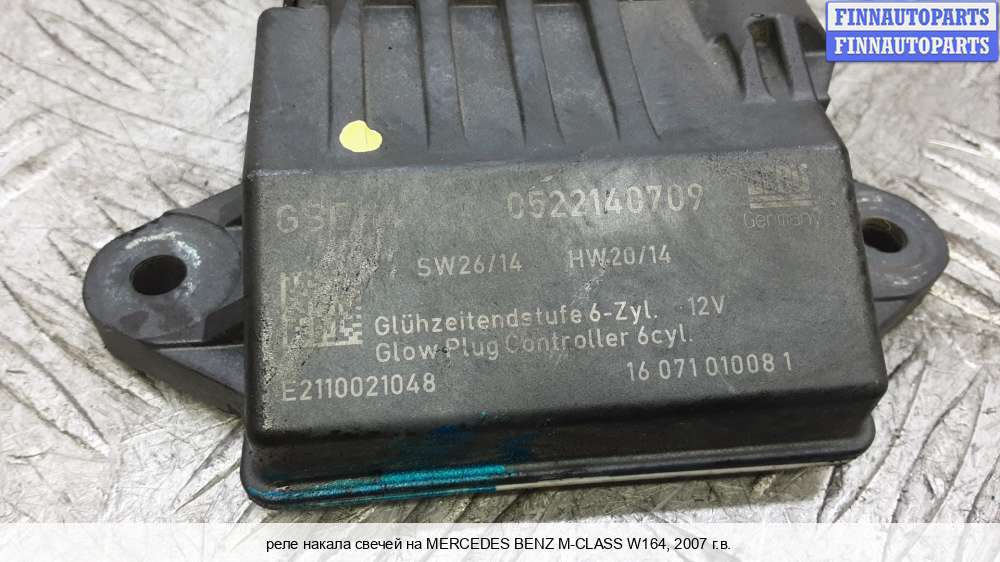 FINNAUTOPARTS
FINNAUTOPARTS
0522140709
Germany
SW26/14 HW20/14
Glühzeitendstufe 6-Zyl. 12V
Glow Plug Controller 6cyl.
E2110021048 16 071 01008 1
реле накала свечей на MERCEDES BENZ M-CLASS W164, 2007 г.в.